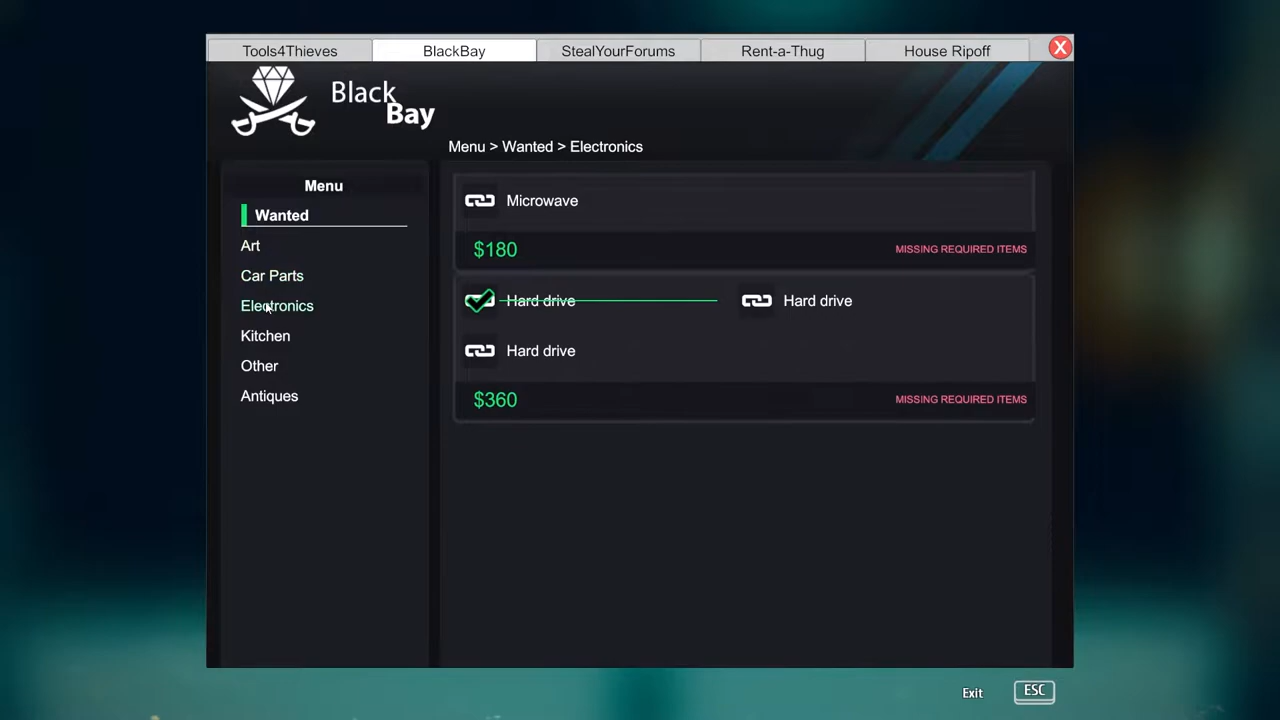 Tools4Thieves BlackBay StealYourForums Rent-a-Thug House Ripoff X
Black
Bay
Menu > Wanted > Electronics
Menu
Wanted
Art
Car Parts
Electronics
Kitchen
Other
Antiques
Microwave
$180 MISSING REQUIRED ITEMS
Hard drive Hard drive
Hard drive
$360 MISSING REQUIRED ITEMS
Exit ESC